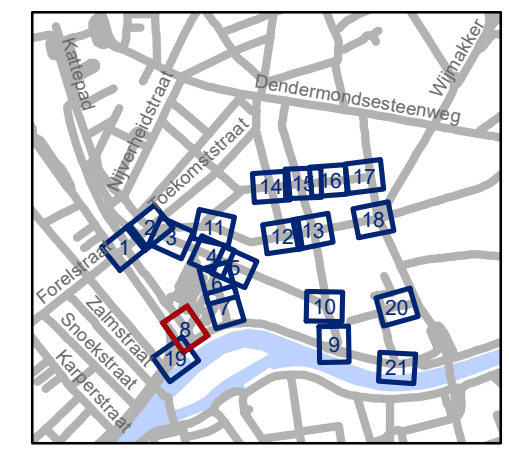 Kattepad
Wijmakker
Dendermondsesteenweg
Nijverheidstraat
Toekomststraat
14
15
16
17
18
11
12
13
2
3
1
4
5
6
7
Forelstraat
10
20
8
9
19
21
Zalmstraat
Snoekstraat
Karperstraat